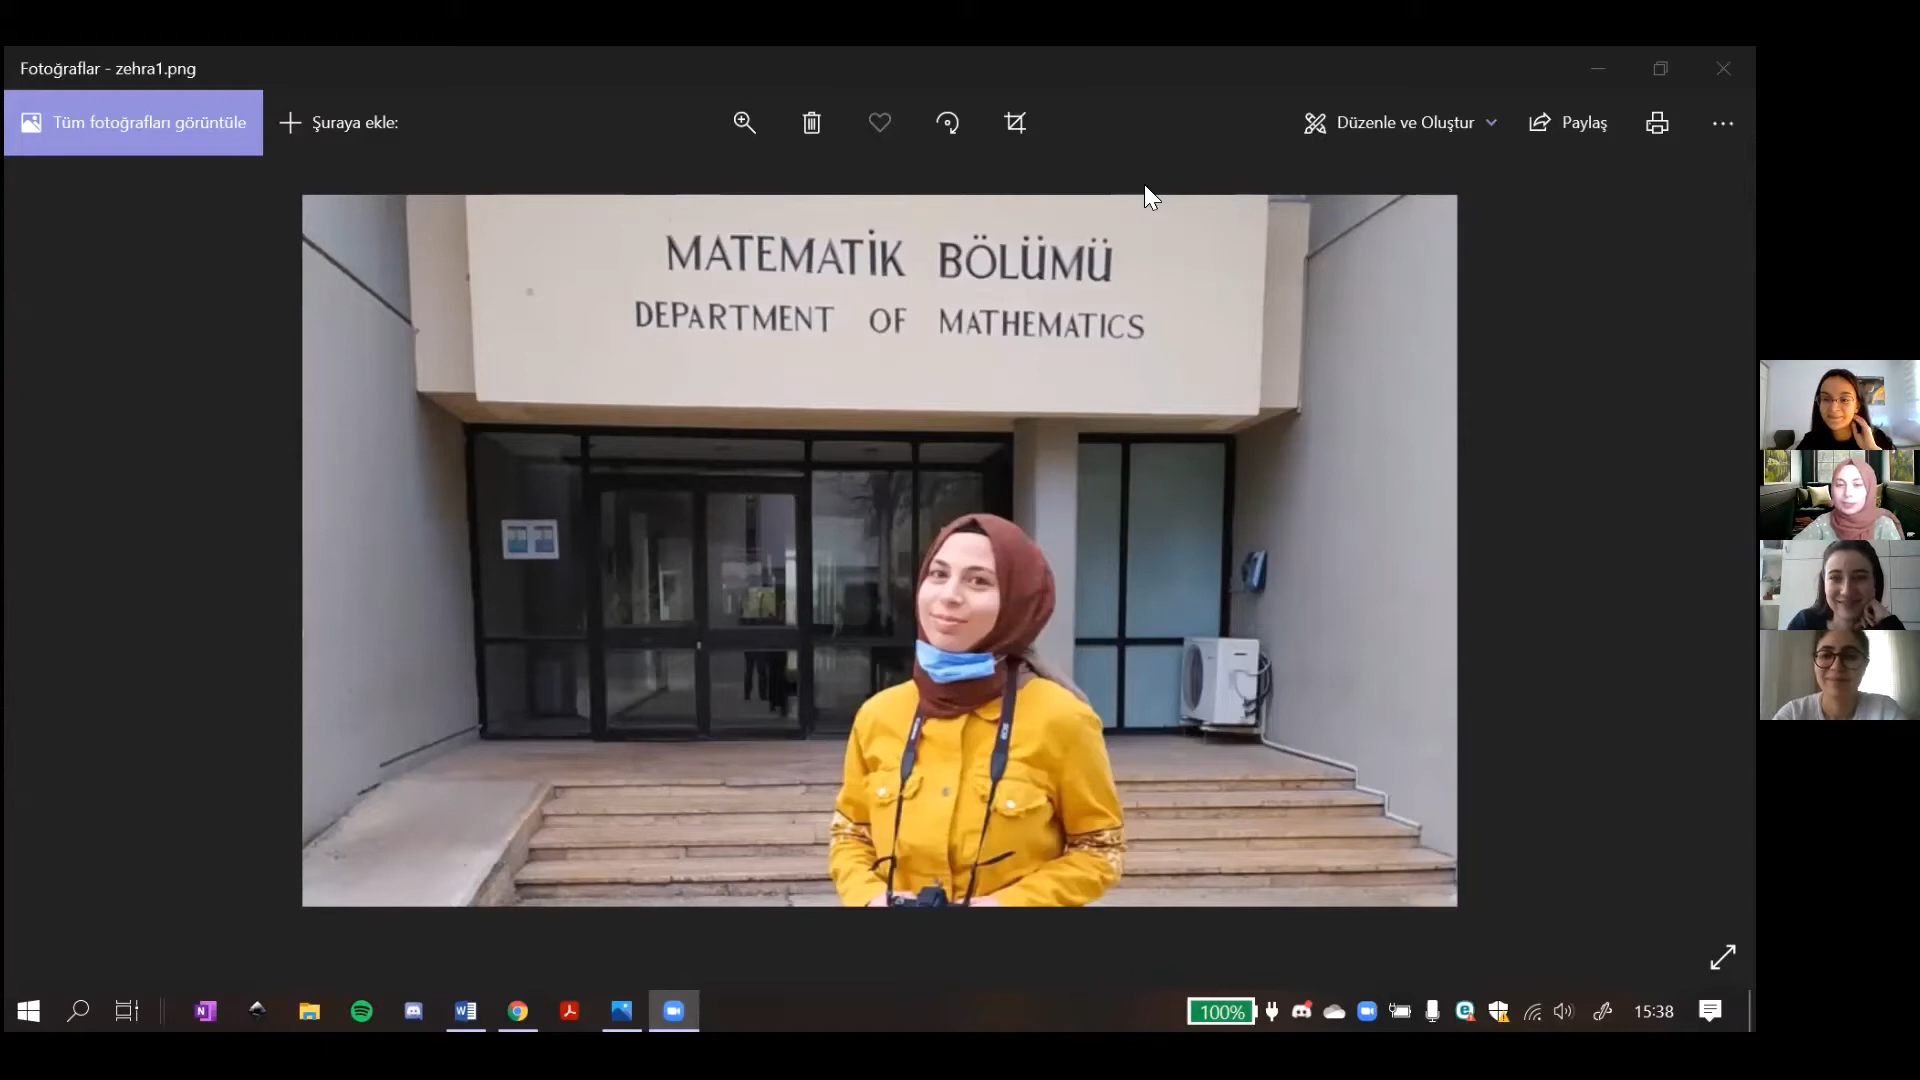 Fotoğraflar - zehra1.png
Tüm fotoğrafları görüntüle
Şuraya ekle:
Düzenle ve Oluştur
Paylaş
MATEMATİK BÖLÜMÜ
DEPARTMENT OF MATHEMATICS
100%
15:38